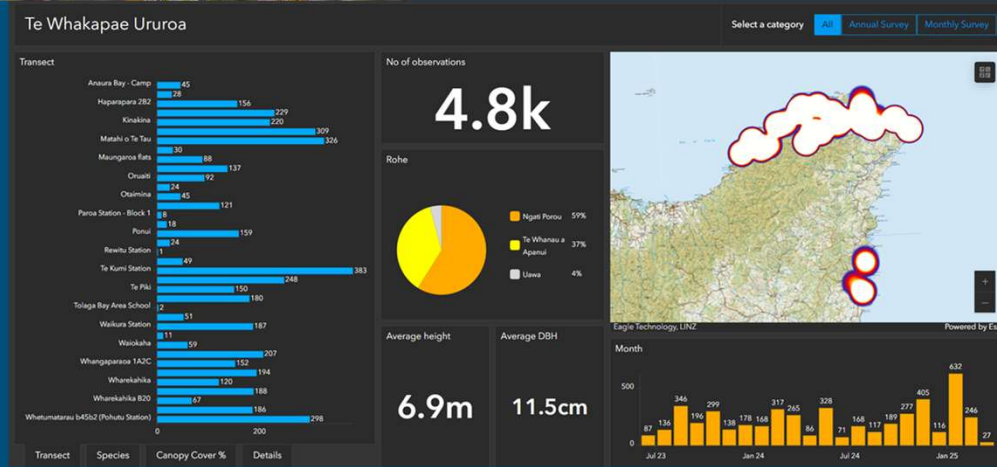 Te Whakapae Ururoa
Select a category
All
Annual Survey
Monthly Survey
Transect
Anaura Bay - Camp
45
28
Haparapara 2B2
156
229
Kinakina
220
309
Matahi o Te Tau
326
30
Maungaroa flats
88
137
Oruaiti
92
24
Otaimina
45
121
Paroa Station - Block 1
8
18
Ponui
159
24
Rewitu Station
1
49
Te Kumi Station
383
248
Te Piki
150
180
Tolaga Bay Area School
2
51
Waikura Station
187
11
Waiokaha
59
207
Whangaparaoa 1A2C
152
194
Wharekahika
120
188
Wharekahika B20
67
186
Whetumatarau b45b2 (Pohutu Station)
298
0
200
Transect
Species
Canopy Cover %
Details
No of observations
4.8k
Rohe
Ngati Porou 59%
Te Whanau a
Apanui
37%
Uawa 4%
Average height
6.9m
Average DBH
11.5cm
+
−
Eagle Technology, LINZ
Powered by Es
Month
500
0
87
136
346
196
299
138
178
168
317
265
86
328
71
168
117
189
277
405
116
632
246
27
Jul 23
Jan 24
Jul 24
Jan 25